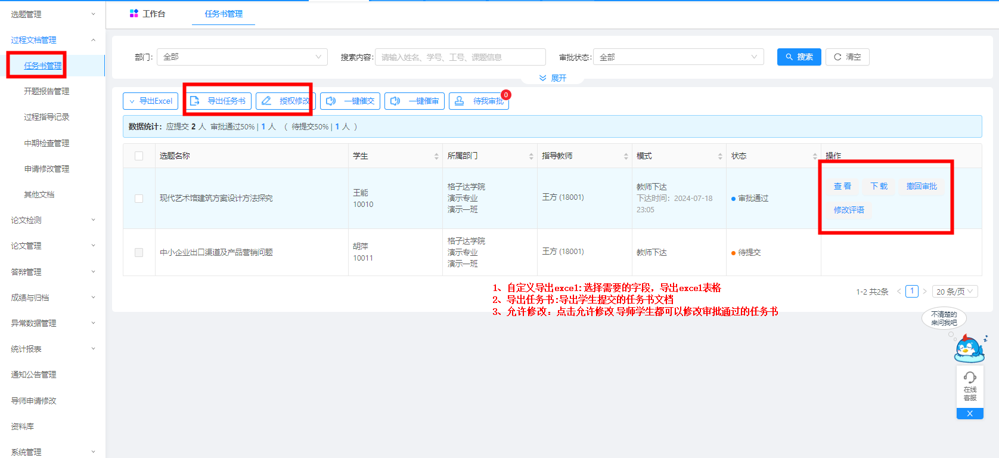 选题管理
过程文档管理
任务书管理
开题报告管理
过程指导记录
中期检查管理
申请修改管理
其他文档
论文检测
论文管理
答辩管理
成绩与归档
异常数据管理
统计报表
通知公告管理
导师申请修改
资料库
系统管理
工作台
任务书管理
部门: 全部
搜索内容: 请输入姓名、学号、工号、课题信息
审批状态: 全部
搜索
清空
展开
导出Excel
导出任务书
授权修改
一键催交
一键催审
待我审批
0
数据统计：应提交 2 人 审批通过50% | 1 人 （ 待提交50% | 1 人 ）
选题名称 学生 所属部门 指导教师 模式 状态 操作
现代艺术馆建筑方案设计方法探究
王能
10010
格子达学院
演示专业
演示一班
王方 (18001)
教师下达
下达时间：2024-07-18
23:05
审批通过
查 看 下 载 撤回审批
修改评语
中小企业出口渠道及产品营销问题
胡萍
10011
格子达学院
演示专业
演示一班
王方 (18001)
教师下达
待提交
1、自定义导出excel:选择需要的字段，导出excel表格
2、导出任务书:导出学生提交的任务书文档
3、允许修改：点击允许修改 导师学生都可以修改审批通过的任务书
1-2 共2条 < 1 > 20 条/页
不清楚的
来问我吧
在线
客服
X